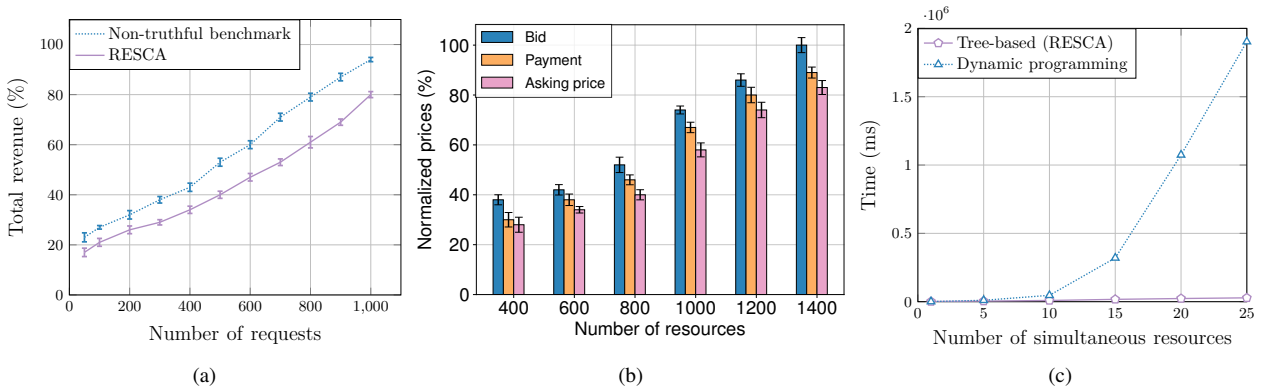 Non-truthful benchmark
RESCA
Total revenue (%)
100
80
60
40
20
0
0 200 400 600 800 1,000
Number of requests
(a)
Bid
Payment
Asking price
Normalized prices (%)
100
80
60
40
20
0
400 600 800 1000 1200 1400
Number of resources
(b)
·10⁶
Tree-based (RESCA)
Dynamic programming
Time (ms)
2
1.5
1
0.5
0
0 5 10 15 20 25
Number of simultaneous resources
(c)